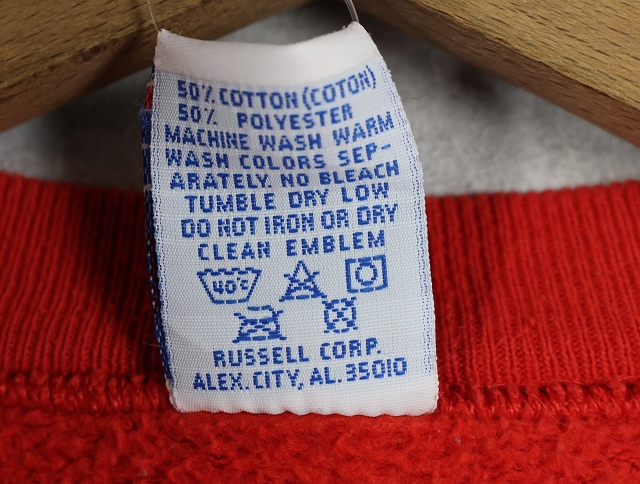 50% COTTON (COTON)
50% POLYESTER
MACHINE WASH WARM
WASH COLORS SEP-
ARATELY. NO BLEACH
TUMBLE DRY LOW
DO NOT IRON OR DRY
CLEAN EMBLEM
40°C
RUSSELL CORP.
ALEX. CITY, AL. 35010